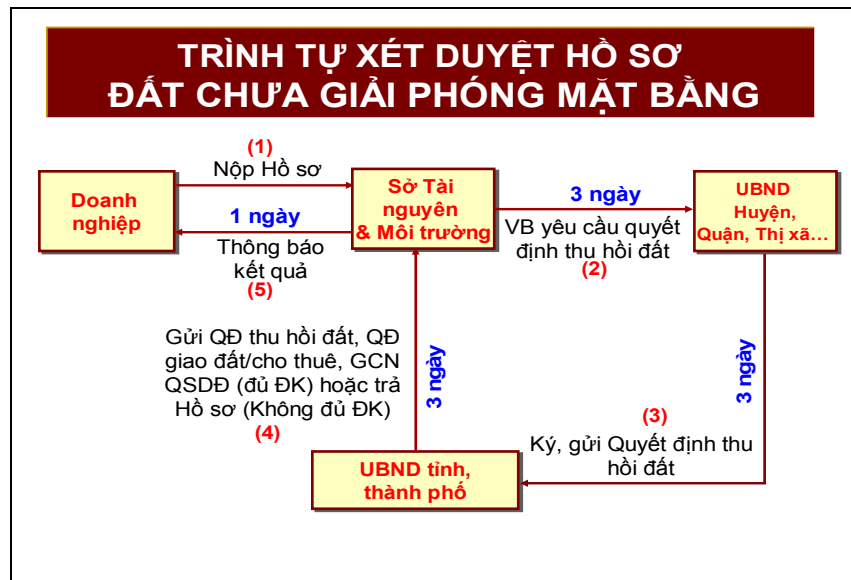 TRÌNH TỰ XÉT DUYỆT HỒ SƠ
ĐẤT CHƯA GIẢI PHÓNG MẶT BẰNG
(1)
Nộp Hồ sơ
Doanh
nghiệp
1 ngày
Thông báo
kết quả
(5)
Sở Tài
nguyên
& Môi trường
3 ngày
VB yêu cầu quyết
định thu hồi đất
(2)
UBND
Huyện,
Quận, Thị xã...
3 ngày
(3)
Ký, gửi Quyết định thu
hồi đất
UBND tỉnh,
thành phố
3 ngày
Gửi QĐ thu hồi đất, QĐ
giao đất/cho thuê, GCN
QSDĐ (đủ ĐK) hoặc trả
Hồ sơ (Không đủ ĐK)
(4)